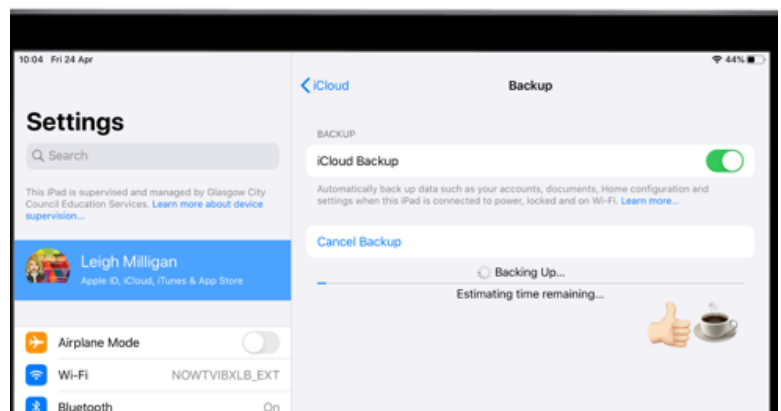 10:04 Fri 24 Apr
44%
Settings
Search
This iPad is supervised and managed by Glasgow City
Council Education Services. Learn more about device
supervision...
Leigh Milligan
Apple ID, iCloud, iTunes & App Store
Airplane Mode
Wi-Fi NOWTVIBXLB_EXT
Bluetooth On
iCloud Backup
BACKUP
iCloud Backup
Automatically back up data such as your accounts, documents, Home configuration and
settings when this iPad is connected to power, locked and on Wi-Fi. Learn more...
Cancel Backup
Backing Up...
Estimating time remaining...